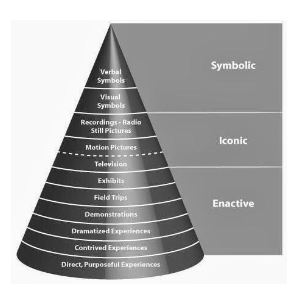 Verbal
Symbols
Visual
Symbols
Recordings - Radio
Still Pictures
Motion Pictures
Television
Exhibits
Field Trips
Demonstrations
Dramatized Experiences
Contrived Experiences
Direct, Purposeful Experiences
Symbolic
Iconic
Enactive